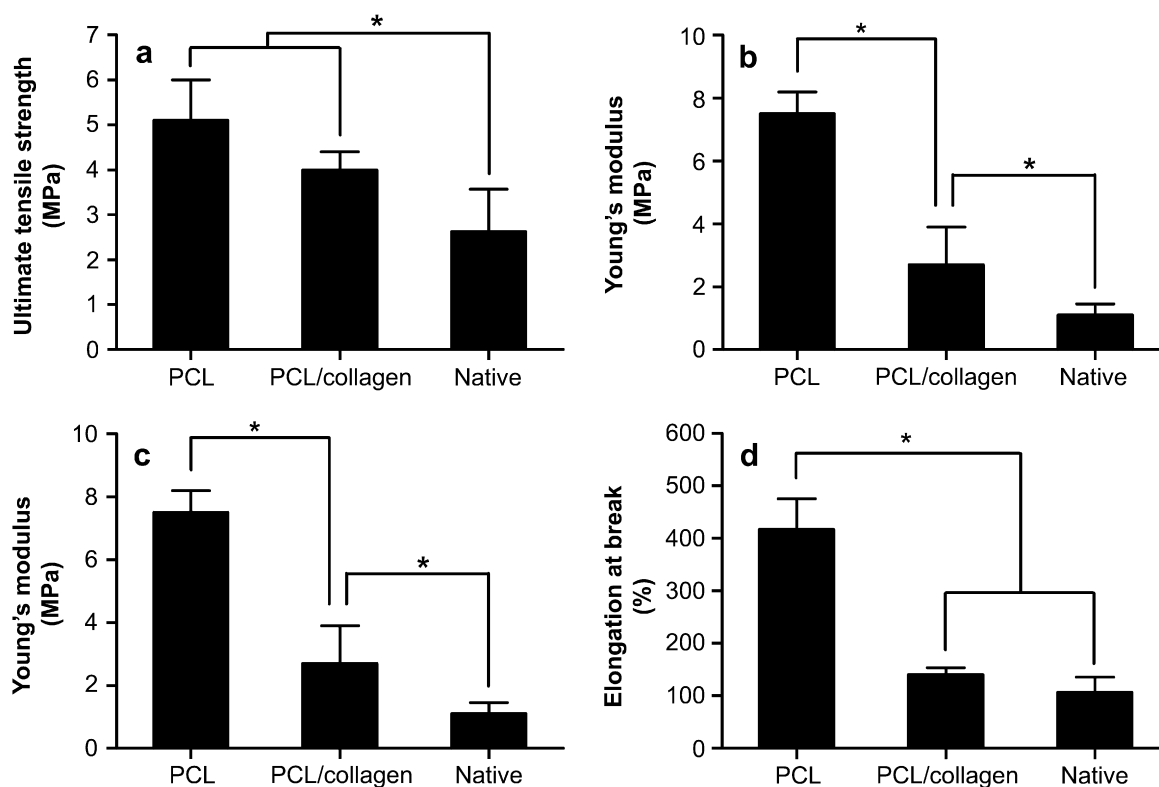 a
Ultimate tensile strength
(MPa)
7
6
5
4
3
2
1
0
*
PCL
PCL/collagen
Native
b
Young’s modulus
(MPa)
10
8
6
4
2
0
*
*
PCL
PCL/collagen
Native
c
Young’s modulus
(MPa)
10
8
6
4
2
0
*
*
PCL
PCL/collagen
Native
d
Elongation at break
(%)
600
500
400
300
200
100
0
*
PCL
PCL/collagen
Native